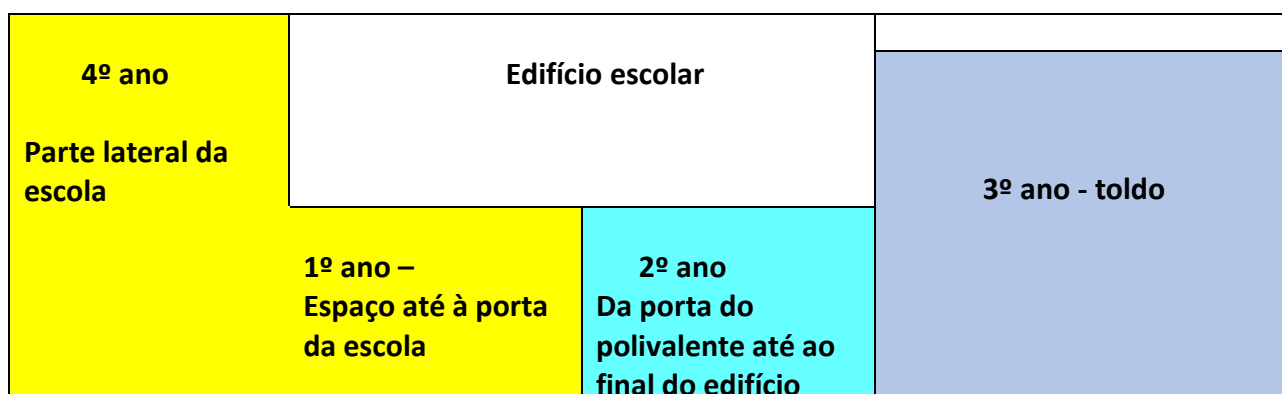 4º ano
Parte lateral da
escola
Edifício escolar
3º ano - toldo
1º ano –
Espaço até à porta
da escola
2º ano
Da porta do
polivalente até ao
final do edifício